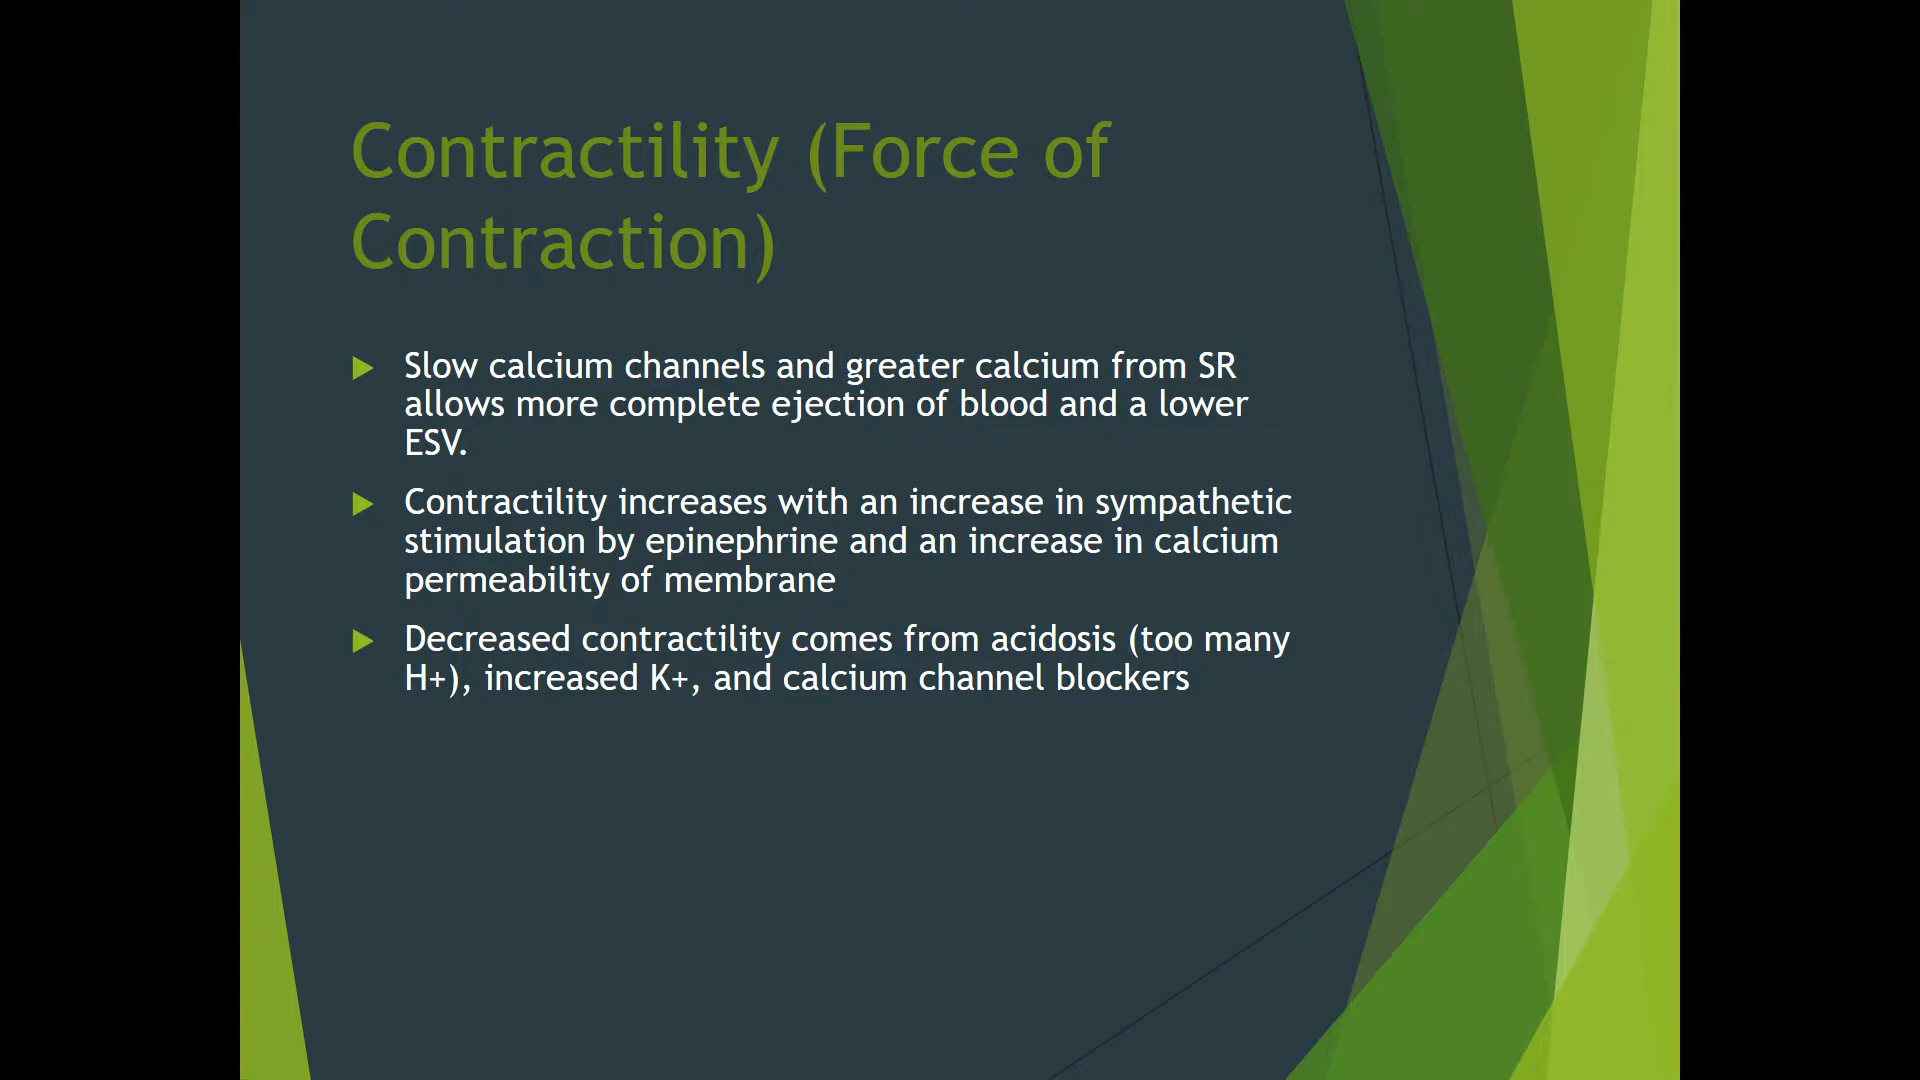 Contractility (Force of
Contraction)
Slow calcium channels and greater calcium from SR
allows more complete ejection of blood and a lower
ESV.
Contractility increases with an increase in sympathetic
stimulation by epinephrine and an increase in calcium
permeability of membrane
Decreased contractility comes from acidosis (too many
H+), increased K+, and calcium channel blockers